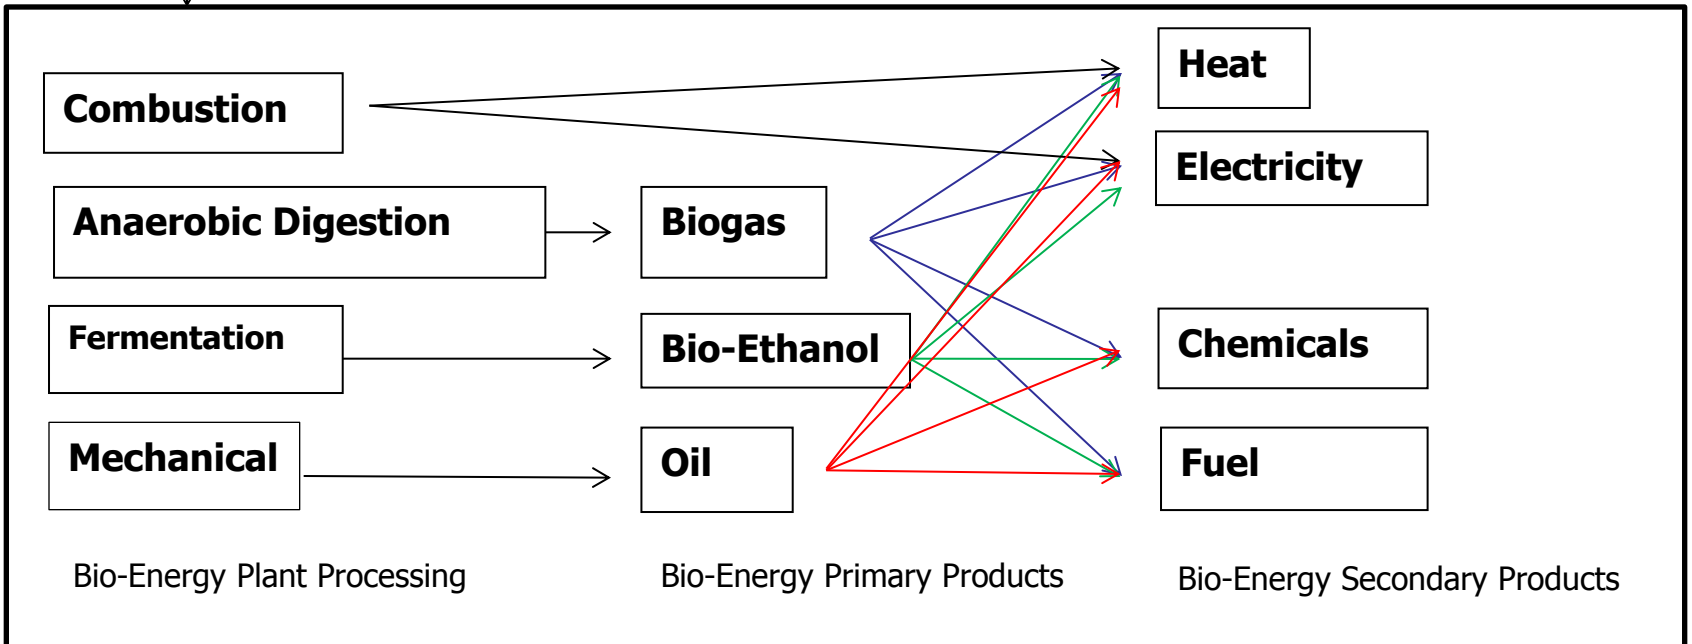 Heat
Combustion
Electricity
Anaerobic Digestion
Biogas
Fermentation
Bio-Ethanol
Chemicals
Mechanical
Oil
Fuel
Bio-Energy Plant Processing
Bio-Energy Primary Products
Bio-Energy Secondary Products